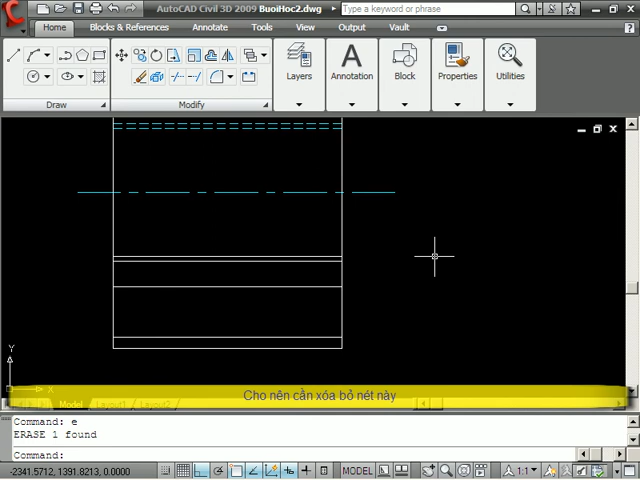 AutoCAD Civil 3D 2009 BuoiHoc2.dwg
Type a keyword or phrase
Home Blocks & References Annotate Tools View Output Vault
Layers Annotation Block Properties Utilities
Draw Modify
Y
X
Cho nên cần xóa bỏ nét này
Model Layout1 Layout2
Command: e
ERASE 1 found
Command:
-2341.5712, 1391.8213, 0.0000 MODEL 1:1